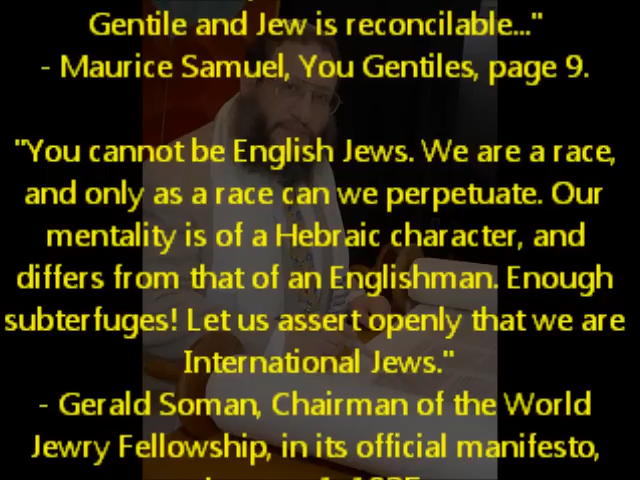 Gentile and Jew is reconcilable..."
- Maurice Samuel, You Gentiles, page 9.
"You cannot be English Jews. We are a race,
and only as a race can we perpetuate. Our
mentality is of a Hebraic character, and
differs from that of an Englishman. Enough
subterfuges! Let us assert openly that we are
International Jews."
- Gerald Soman, Chairman of the World
Jewry Fellowship, in its official manifesto,